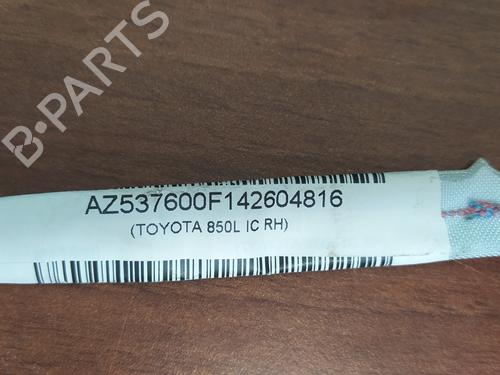 B-PARTS
AZ537600F142604816
(TOYOTA 850L IC RH)